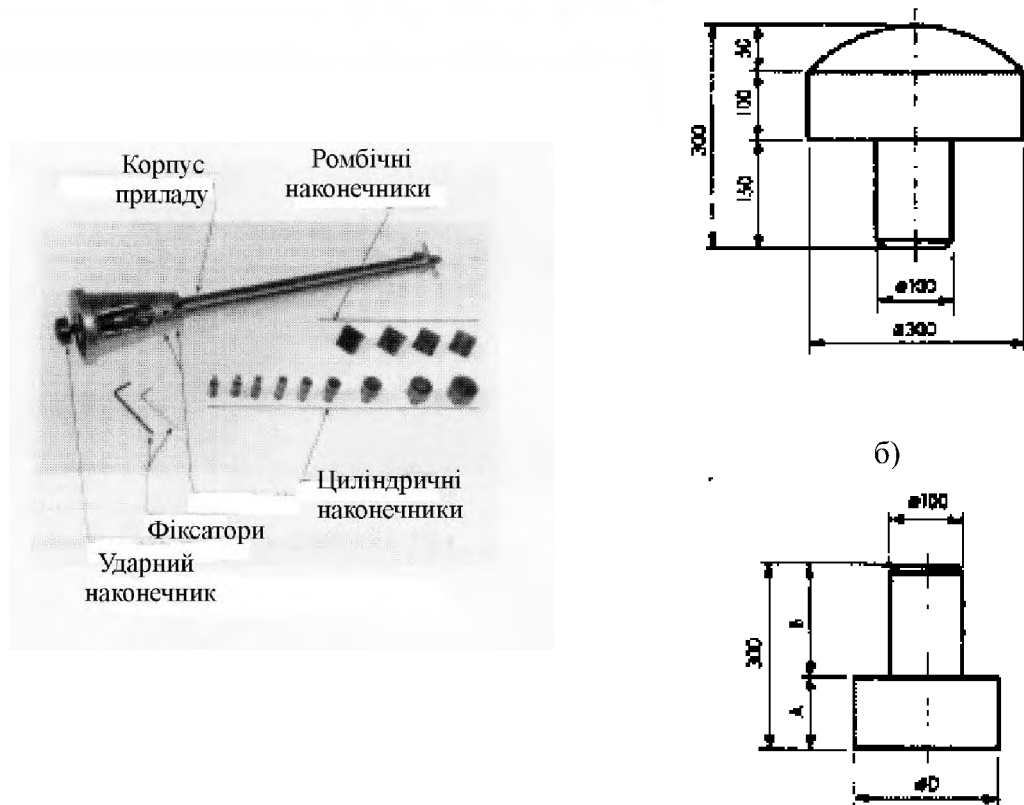 Корпус
приладу
Ромбічні
наконечники
Циліндричні
наконечники
Фіксатори
Ударний
наконечник
300
50
100
150
ø100
ø300
б)
ø100
300
Б
А
øD